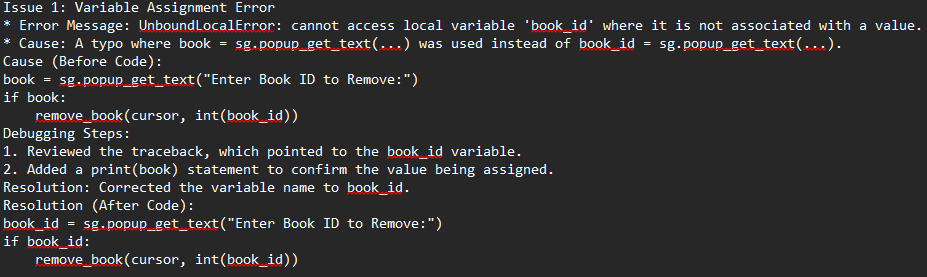 Issue 1: Variable Assignment Error
* Error Message: UnboundLocalError: cannot access local variable 'book_id' where it is not associated with a value.
* Cause: A typo where book = sg.popup_get_text(...) was used instead of book_id = sg.popup_get_text(...).
Cause (Before Code):
book = sg.popup_get_text("Enter Book ID to Remove:")
if book:
    remove_book(cursor, int(book_id))
Debugging Steps:
1. Reviewed the traceback, which pointed to the book_id variable.
2. Added a print(book) statement to confirm the value being assigned.
Resolution: Corrected the variable name to book_id.
Resolution (After Code):
book_id = sg.popup_get_text("Enter Book ID to Remove:")
if book_id:
    remove_book(cursor, int(book_id))